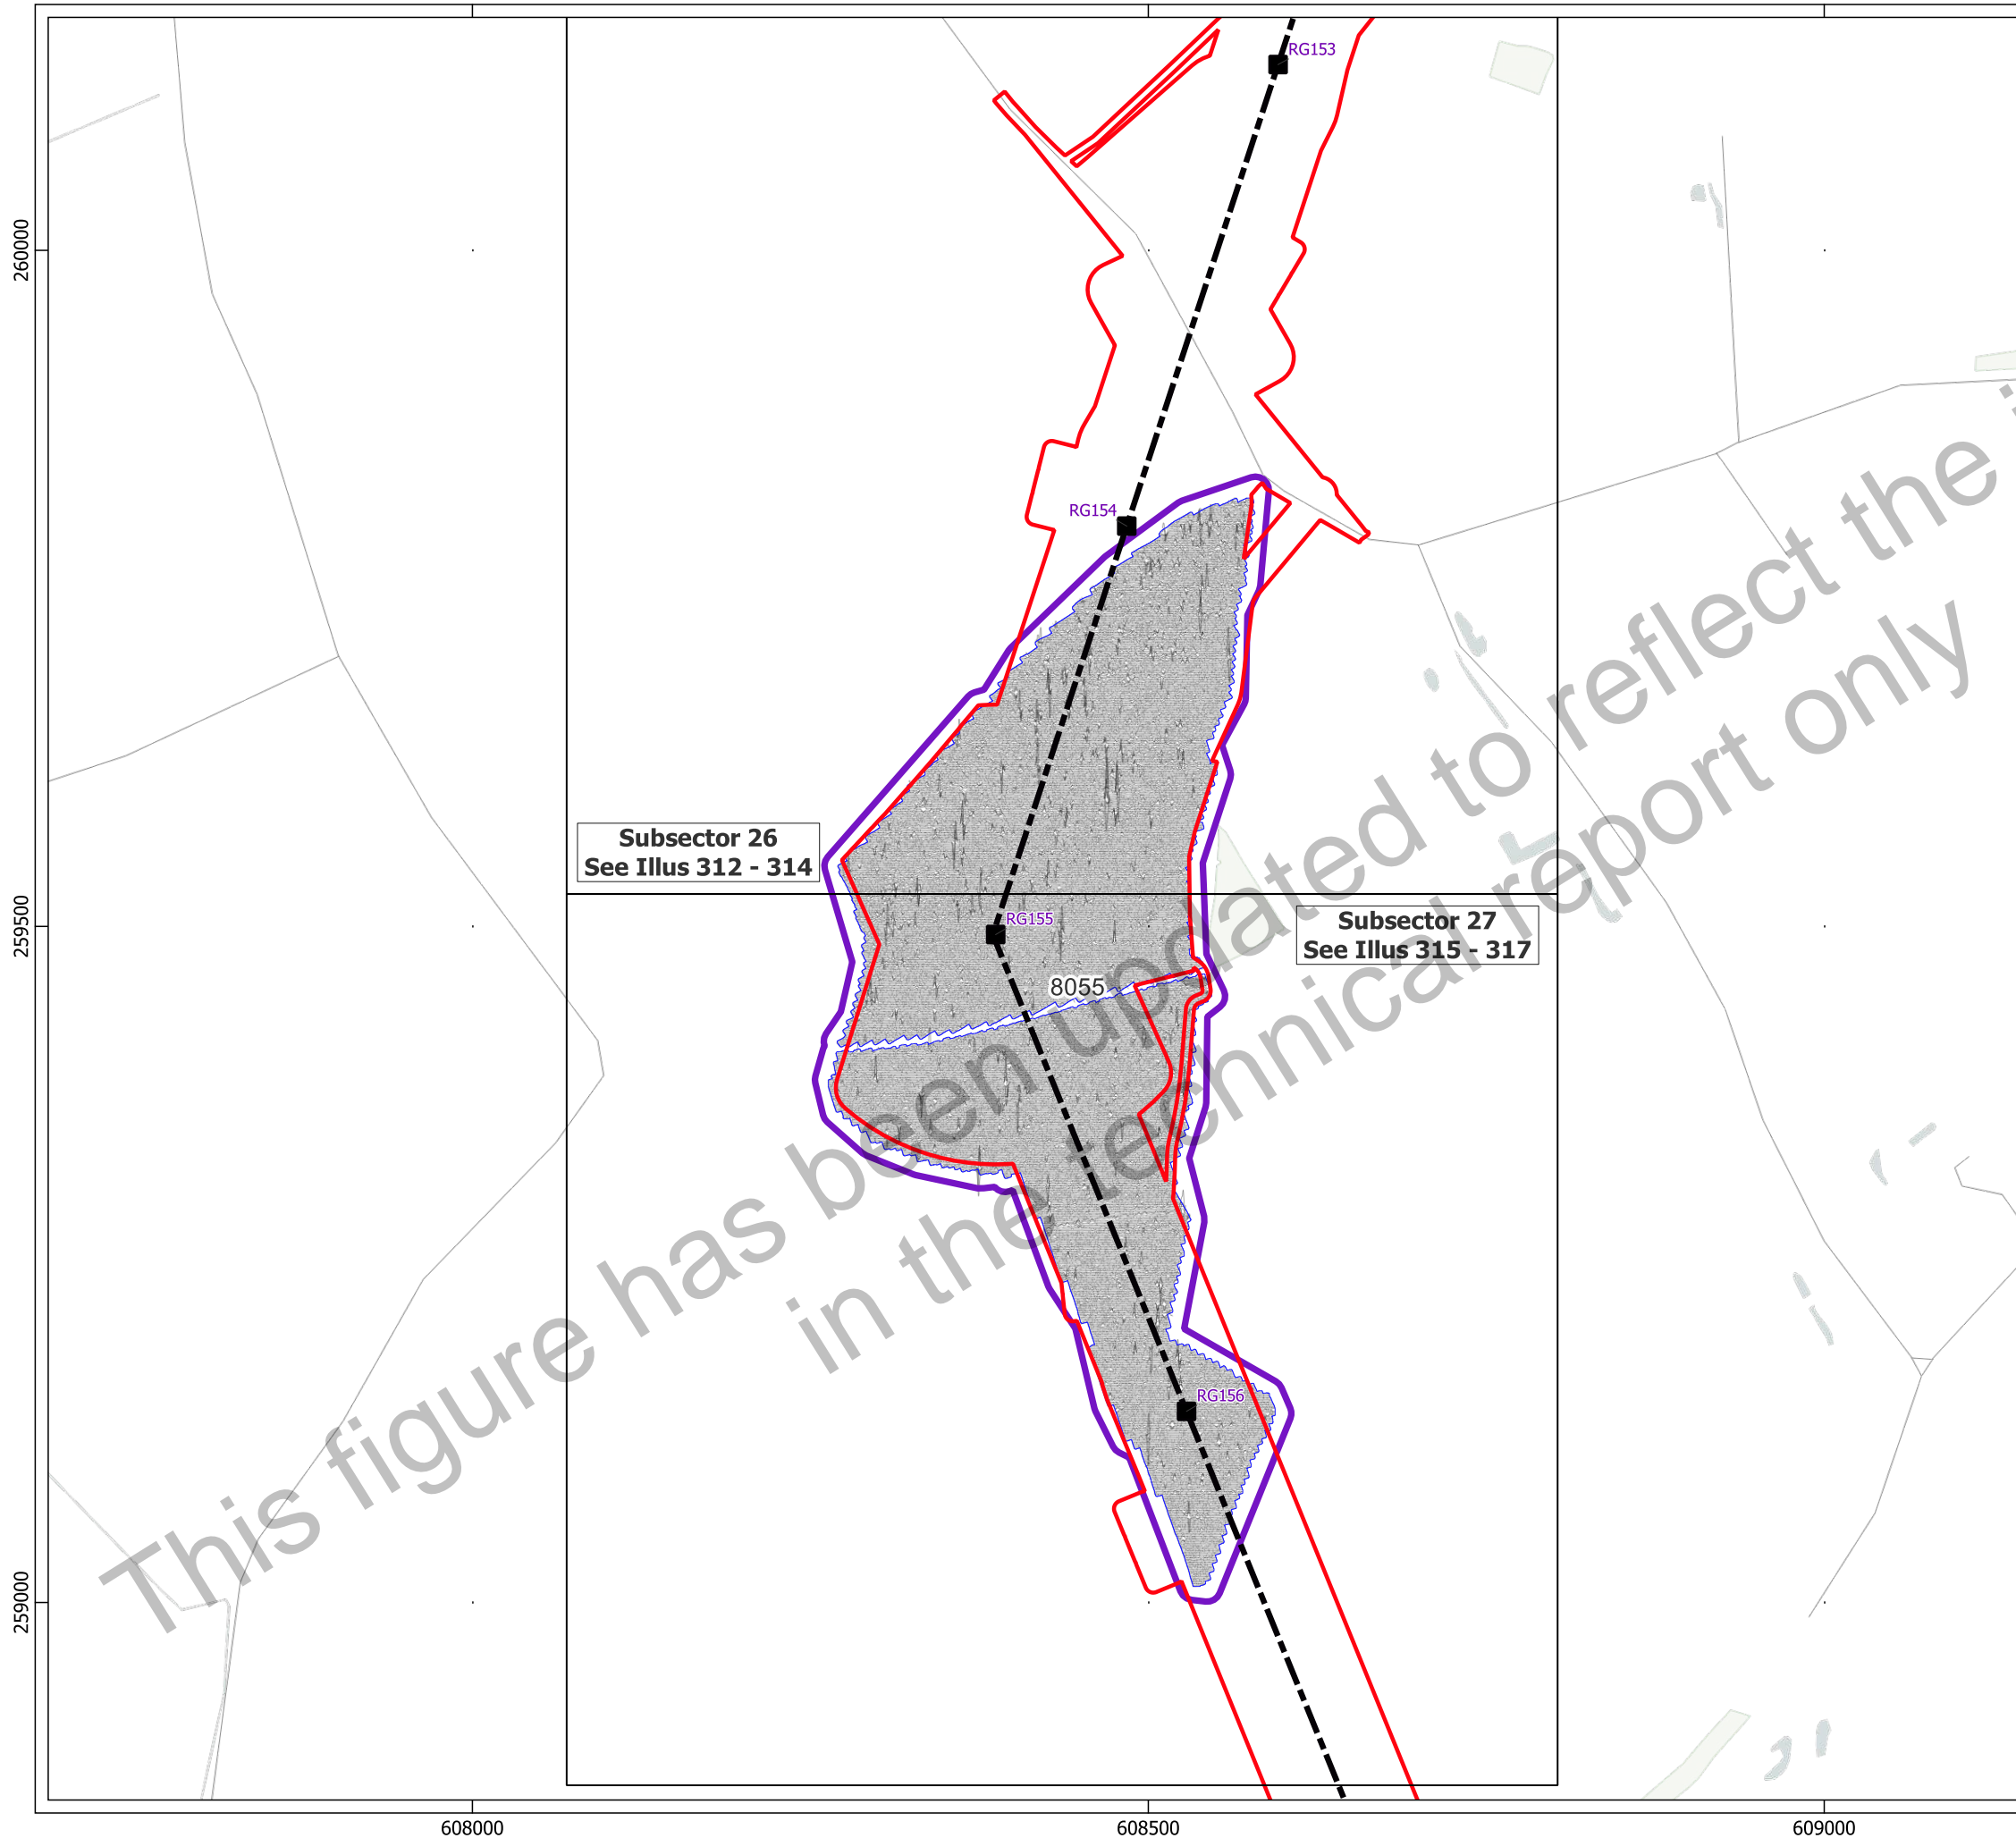 RG153
260000
RG154
Subsector 26
See Illus 312 - 314
RG155
Subsector 27
See Illus 315 - 317
259500
8055
RG156
This figure has been updated to reflect the
in the technical report only
259000
608000
608500
609000